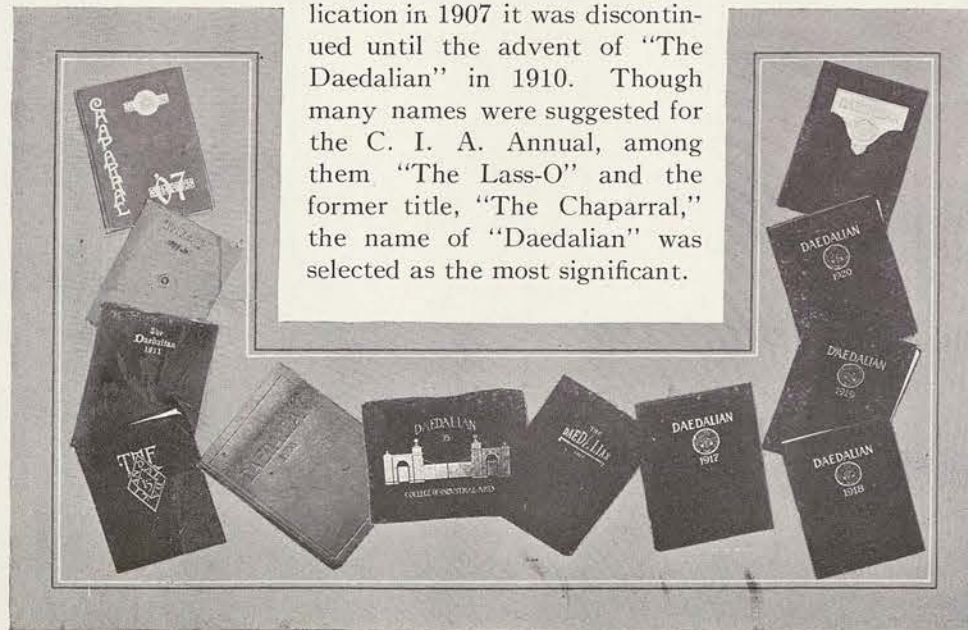 lication in 1907 it was discontin-
ued until the advent of “The
Daedalian” in 1910. Though
many names were suggested for
the C. I. A. Annual, among
them “The Lass-O” and the
former title, “The Chaparral,”
the name of “Daedalian” was
selected as the most significant.
CHAPARRAL
07
The
Daedalian
1911
THE
DAEDALIAN
COLLEGE OF INDUSTRIAL ARTS
THE
DAEDALIAN
DAEDALIAN
1917
DAEDALIAN
1918
DAEDALIAN
1919
DAEDALIAN
1920